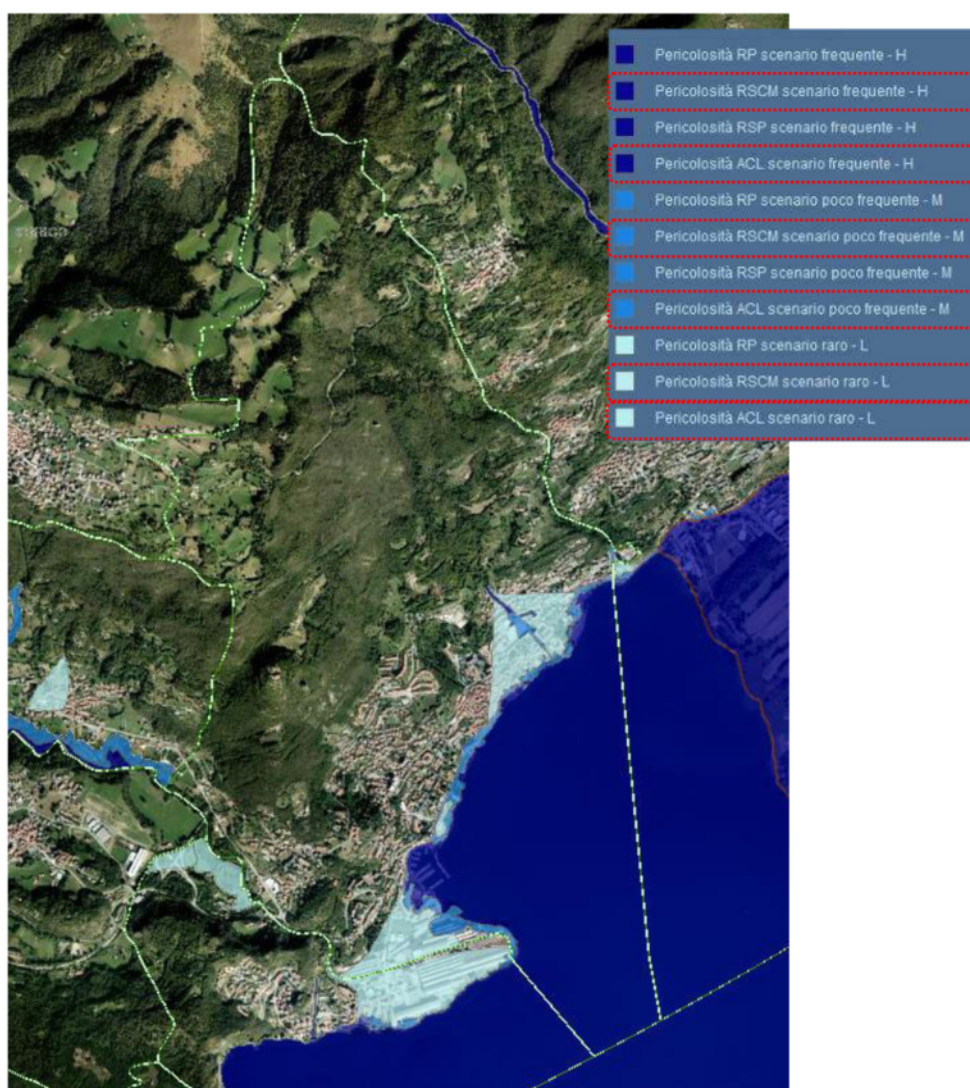 Pericolosità RP scenario frequente - H
Pericolosità RSCM scenario frequente - H
Pericolosità RSP scenario frequente - H
Pericolosità ACL scenario frequente - H
Pericolosità RP scenario poco frequente - M
Pericolosità RSCM scenario poco frequente - M
Pericolosità RSP scenario poco frequente - M
Pericolosità ACL scenario poco frequente - M
Pericolosità RP scenario raro - L
Pericolosità RSCM scenario raro - L
Pericolosità ACL scenario raro - L